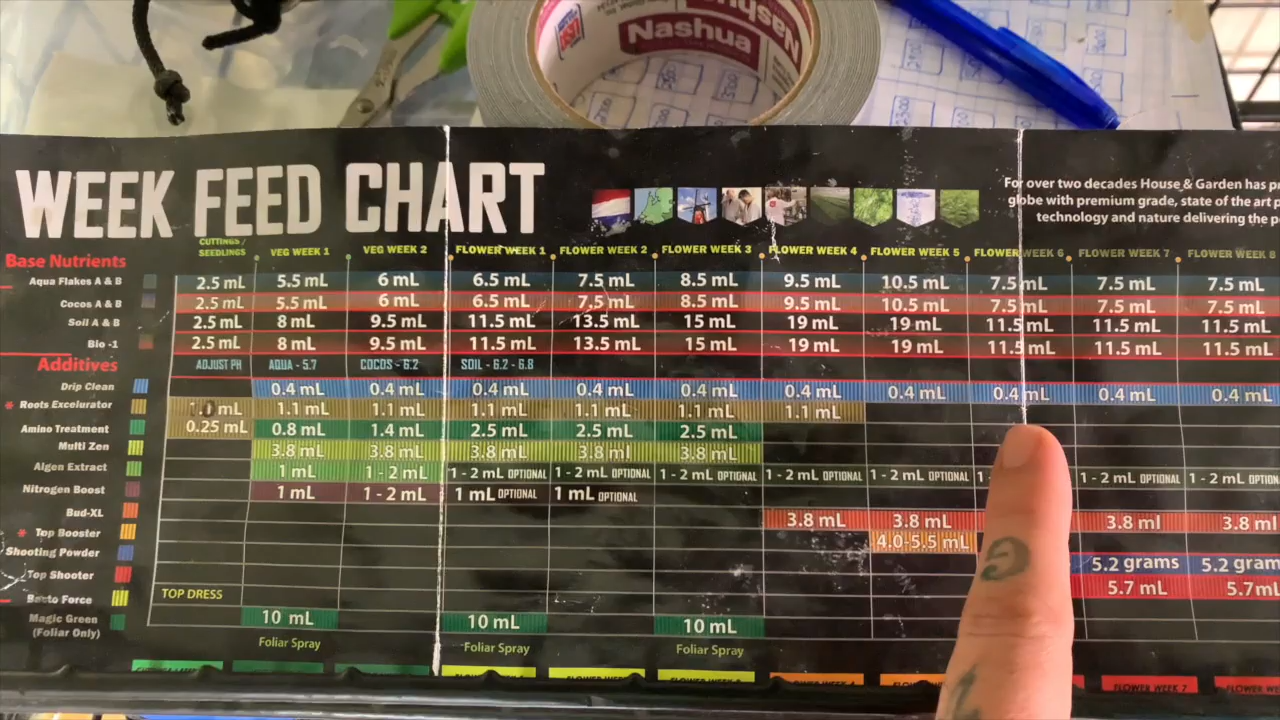 Nashua
Nashua
WEEK FEED CHART
For over two decades House & Garden has
globe with premium grade, state of the art
technology and nature delivering the
CUTTINGS / SEEDLINGS VEG WEEK 1 VEG WEEK 2 FLOWER WEEK 1 FLOWER WEEK 2 FLOWER WEEK 3 FLOWER WEEK 4 FLOWER WEEK 5 FLOWER WEEK 6 FLOWER WEEK 7 FLOWER WEEK 8
Base Nutrients
Aqua Flakes A & B 2.5 mL 5.5 mL 6 mL 6.5 mL 7.5 mL 8.5 mL 9.5 mL 10.5 mL 7.5 mL 7.5 mL 7.5 mL
Cocos A & B 2.5 mL 5.5 mL 6 mL 6.5 mL 7.5 mL 8.5 mL 9.5 mL 10.5 mL 7.5 mL 7.5 mL 7.5 mL
Soil A & B 2.5 mL 8 mL 9.5 mL 11.5 mL 13.5 mL 15 mL 19 mL 19 mL 11.5 mL 11.5 mL 11.5 mL
Bio -1 2.5 mL 8 mL 9.5 mL 11.5 mL 13.5 mL 15 mL 19 mL 19 mL 11.5 mL 11.5 mL 11.5
Additives ADJUST PH AQUA - 5.7 COCOS - 6.2 SOIL - 6.2 - 6.8
Drip Clean 0.4 mL 0.4 mL 0.4 mL 0.4 mL 0.4 mL 0.4 mL 0.4 mL 0.4 mL 0.4 mL 0.4 mL
* Roots Excelurator 1.0 mL 1.1 mL 1.1 mL 1.1 mL 1.1 mL 1.1 mL 1.1 mL
Amino Treatment 0.25 mL 0.8 mL 1.4 mL 2.5 mL 2.5 mL 2.5 mL
Multi Zen 3.8 mL 3.8 mL 3.8 mL 3.8 ml 3.8 mL
Algen Extract 1 mL 1 - 2 mL 1 - 2 mL OPTIONAL 1 - 2 mL OPTIONAL 1 - 2 mL OPTIONAL 1 - 2 mL OPTIONAL 1 - 2 mL OPTIONAL 1 - 2 mL OPTIONAL 1 - 2 mL
Nitrogen Boost 1 mL 1 - 2 mL 1 mL OPTIONAL 1 mL OPTIONAL
Bud-XL 3.8 mL 3.8 mL 3.8 ml 3.8 ml
* Top Booster 4.0-5.5 mL
Shooting Powder 5.2 grams 5.2 gram
Top Shooter 5.7 mL 5.7 mL
Force TOP DRESS
Magic Green 10 mL 10 mL 10 mL
(Foliar Only) Foliar Spray Foliar Spray Foliar Spray
FLOWER WEEK 7